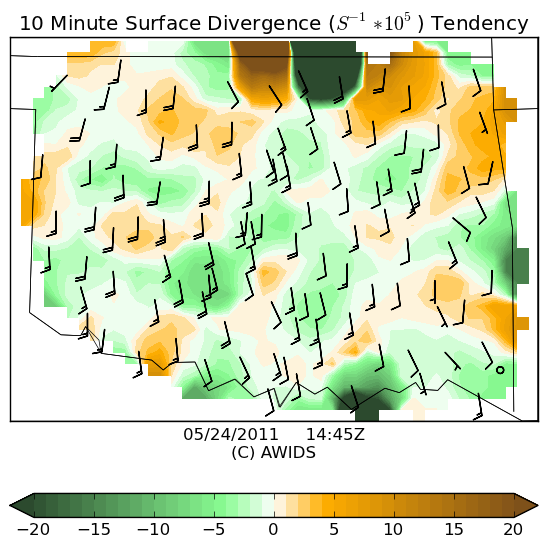 10 Minute Surface Divergence (S⁻¹ *10⁵ ) Tendency
05/24/2011 14:45Z
(C) AWIDS
−20 −15 −10 −5 0 5 10 15 20